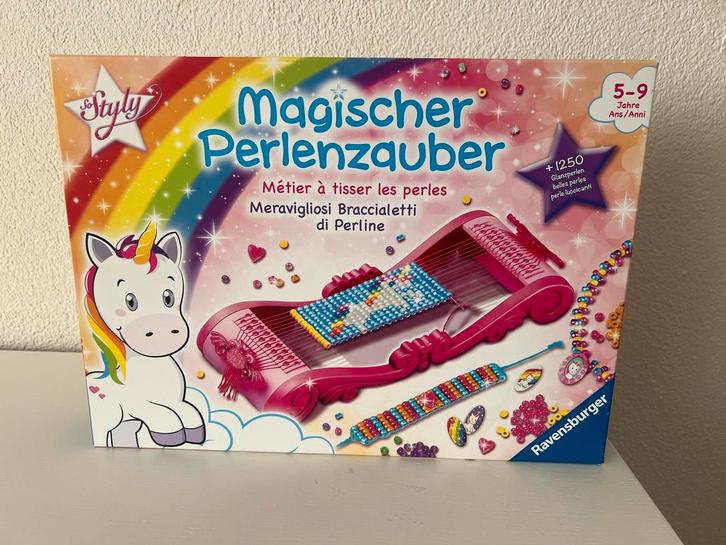 So Styly
Magischer
Perlenzauber
Métier à tisser les perles
Meravigliosi Braccialetti
di Perline
5-9
Jahre
Ans/Anni
+ 1250
Glanzperlen
belles perles
perle luccicanti
Ravensburger